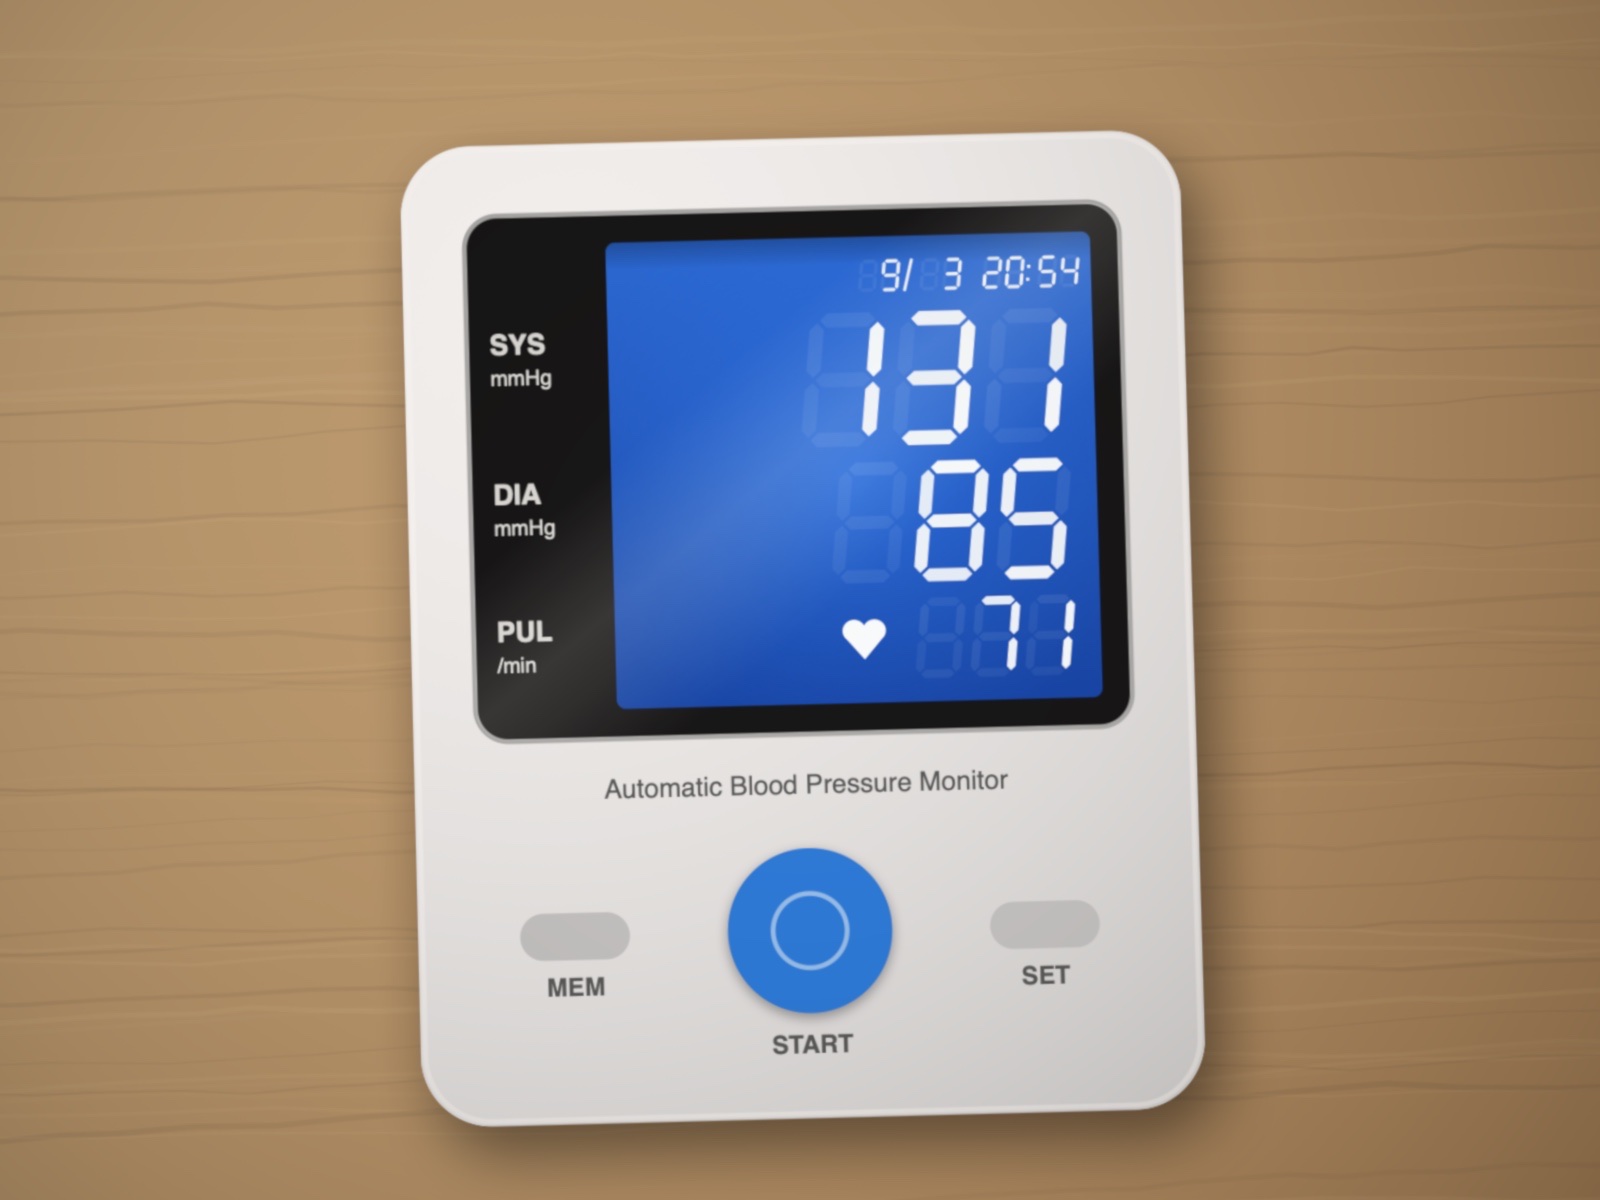 9/ 3 20:54
SYS
mmHg
131
DIA
mmHg
85
PUL
/min
71
Automatic Blood Pressure Monitor
MEM
START
SET